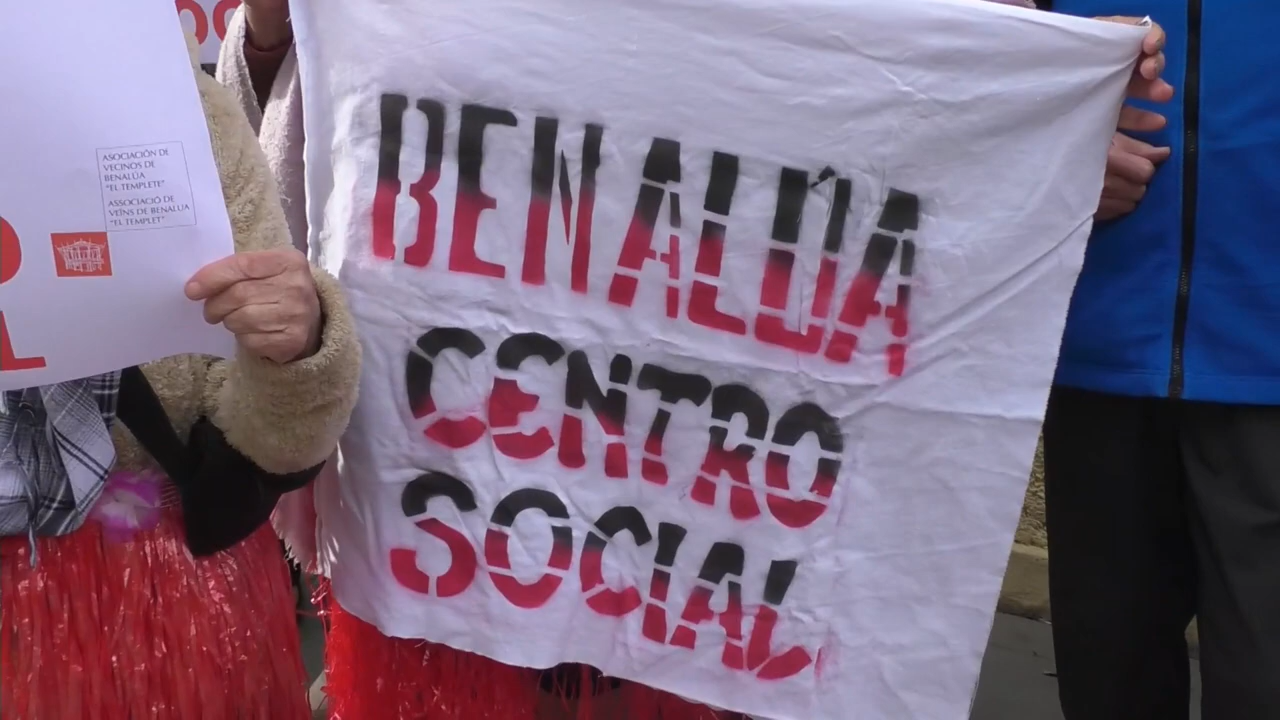 ASOCIACIÓN DE
VECINOS DE
BENALÚA
"EL TEMPLETE"
ASSOCIACIÓ DE
VEÏNS DE BENALUA
"EL TEMPLET"
BENALÚA
CENTRO
SOCIAL